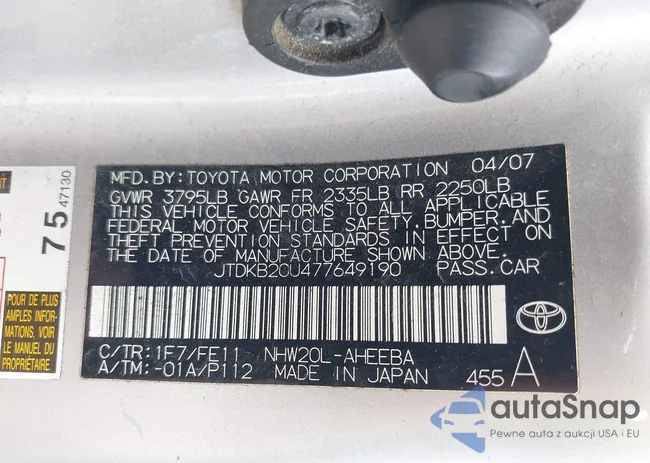 MFD.BY:TOYOTA MOTOR CORPORATION 04/07
GVWR 3795LB GAWR FR 2335LB RR 2250LB
THIS VEHICLE CONFORMS TO ALL APPLICABLE
FEDERAL MOTOR VEHICLE SAFETY,BUMPER,AND
THEFT PREVENTION STANDARDS IN EFFECT ON
THE DATE OF MANUFACTURE SHOWN ABOVE.
JTDKB20U477649190 PASS.CAR
C/TR:1F7/FE11 NHW20L-AHEEBA
A/TM:-01A/P112 MADE IN JAPAN 455 A
75 47130
POUR DE PLUS
AMPLES INFOR-
MATIONS, VOIR
LE MANUEL DU
PROPRIÉTAIRE.
autaSnap
Pewne auta z aukcji USA i EU